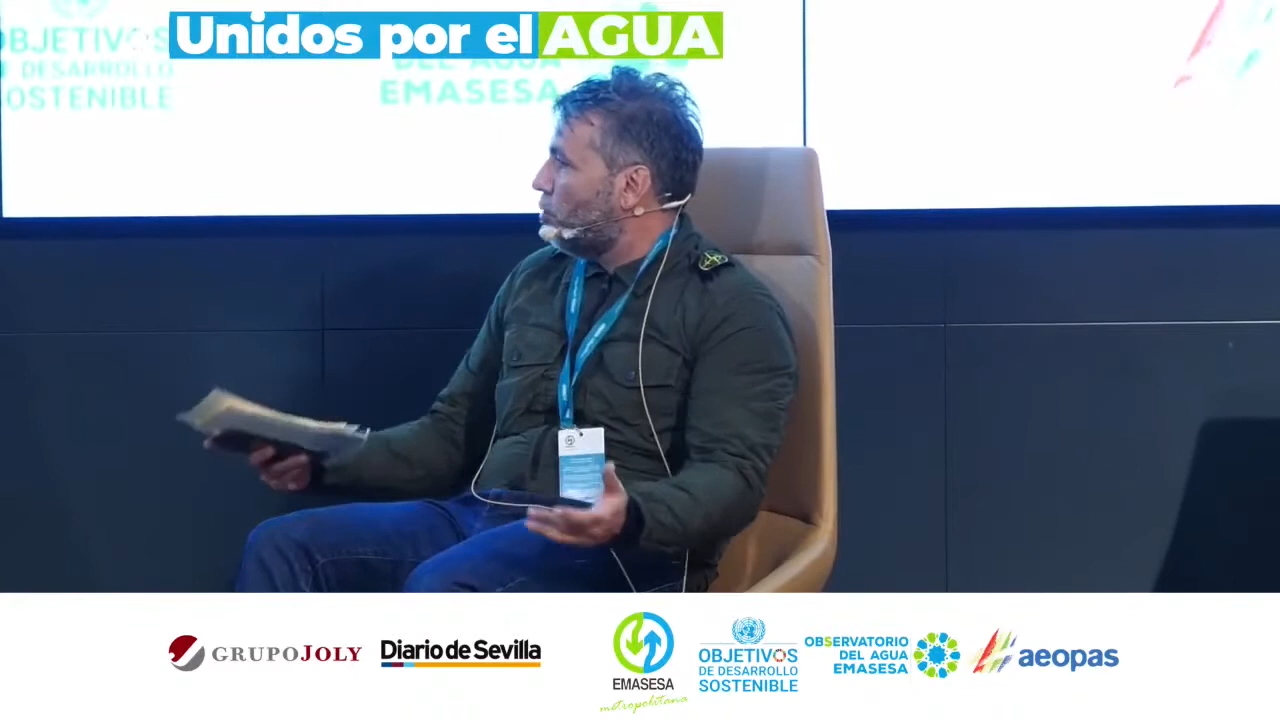 Unidos por el AGUA
OBJETIVOS
DE DESARROLLO
SOSTENIBLE
DEL AGUA
EMASESA
GRUPOJOLY
Diario de Sevilla
EMASESA
metropolitana
OBJETIVOS
DE DESARROLLO
SOSTENIBLE
OBSERVATORIO
DEL AGUA
EMASESA
aeopas